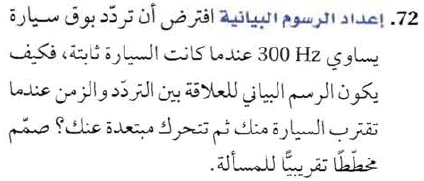 72. إعداد الرسوم البيانية افترض أن تردّد بوق سيارة
يساوي 300 Hz عندما كانت السيارة ثابتة، فكيف
يكون الرسم البياني للعلاقة بين التردّد والزمن عندما
تقترب السيارة منك ثم تتحرك مبتعدة عنك؟ صمّم
مخططًا تقريبيًّا للمسألة.